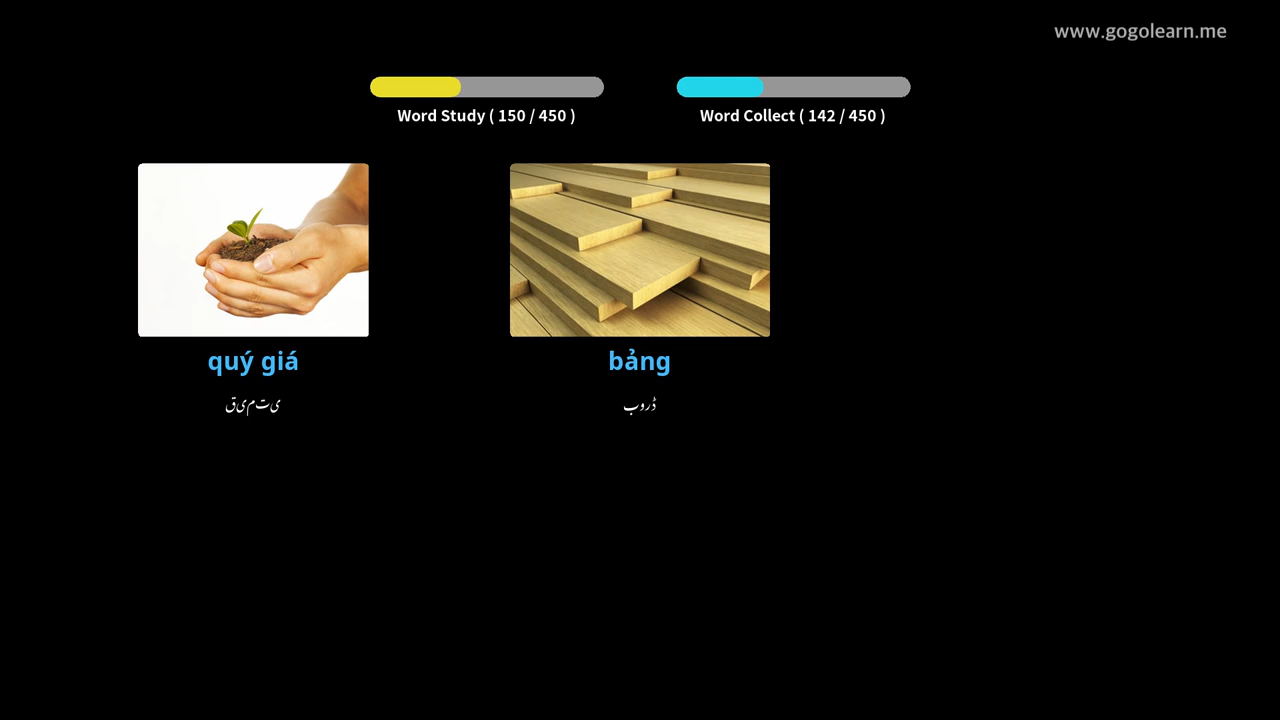 www.gogolearn.me
Word Study ( 150 / 450 )
Word Collect ( 142 / 450 )
quý giá
قیمتی
bảng
بورڈ